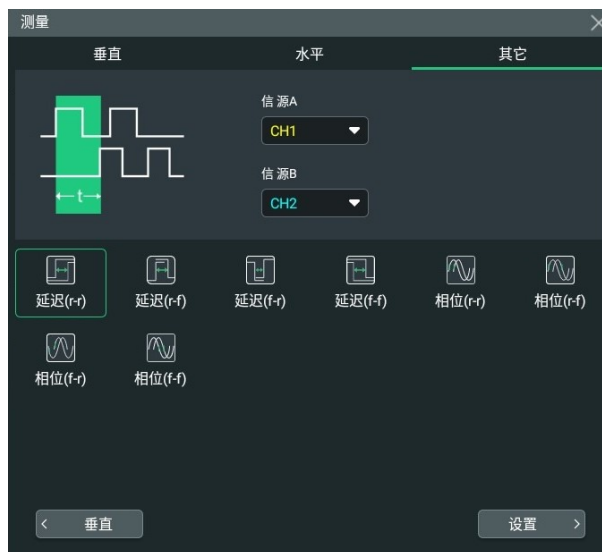 测量
垂直 水平 其它
信源A
CH1
信源B
CH2
t
延迟(r-r) 延迟(r-f) 延迟(f-r) 延迟(f-f) 相位(r-r) 相位(r-f)
相位(f-r) 相位(f-f)
垂直 设置